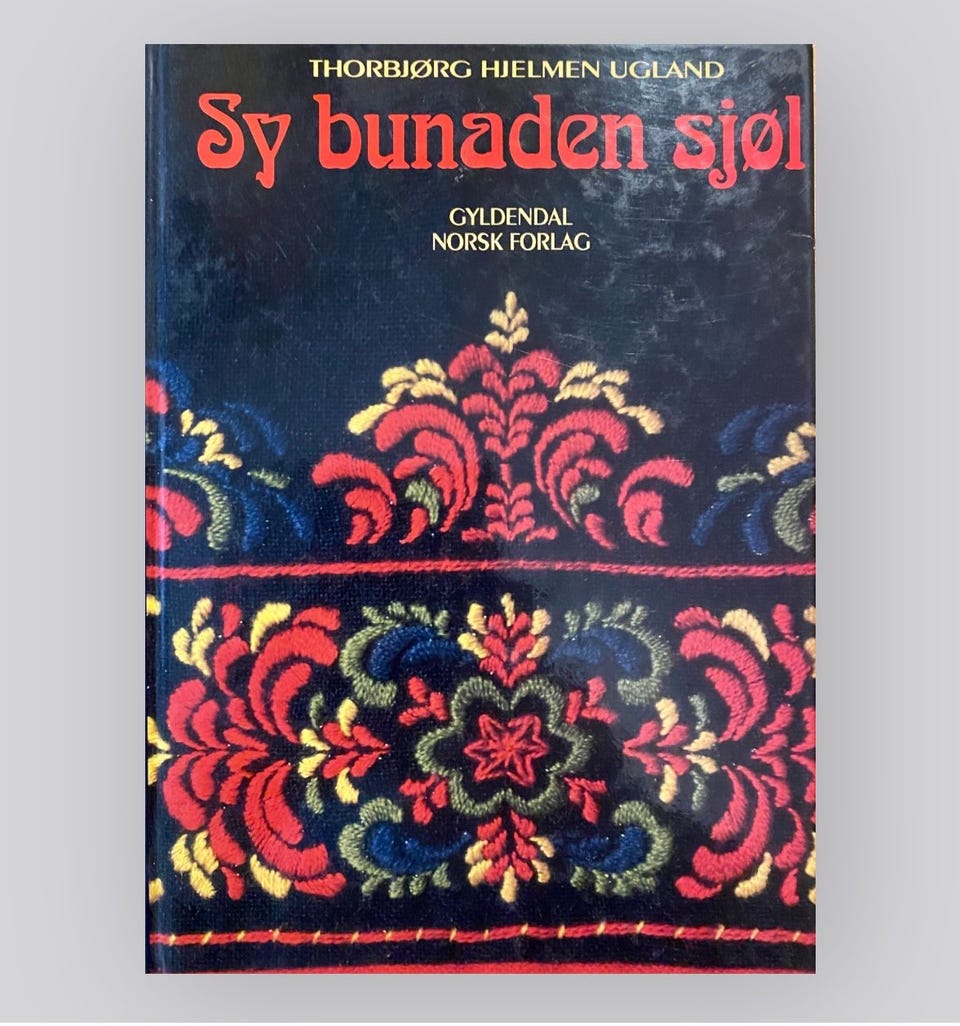 THORBJØRG HJELMEN UGLAND
Sy bunaden sjøl
GYLDENDAL
NORSK FORLAG